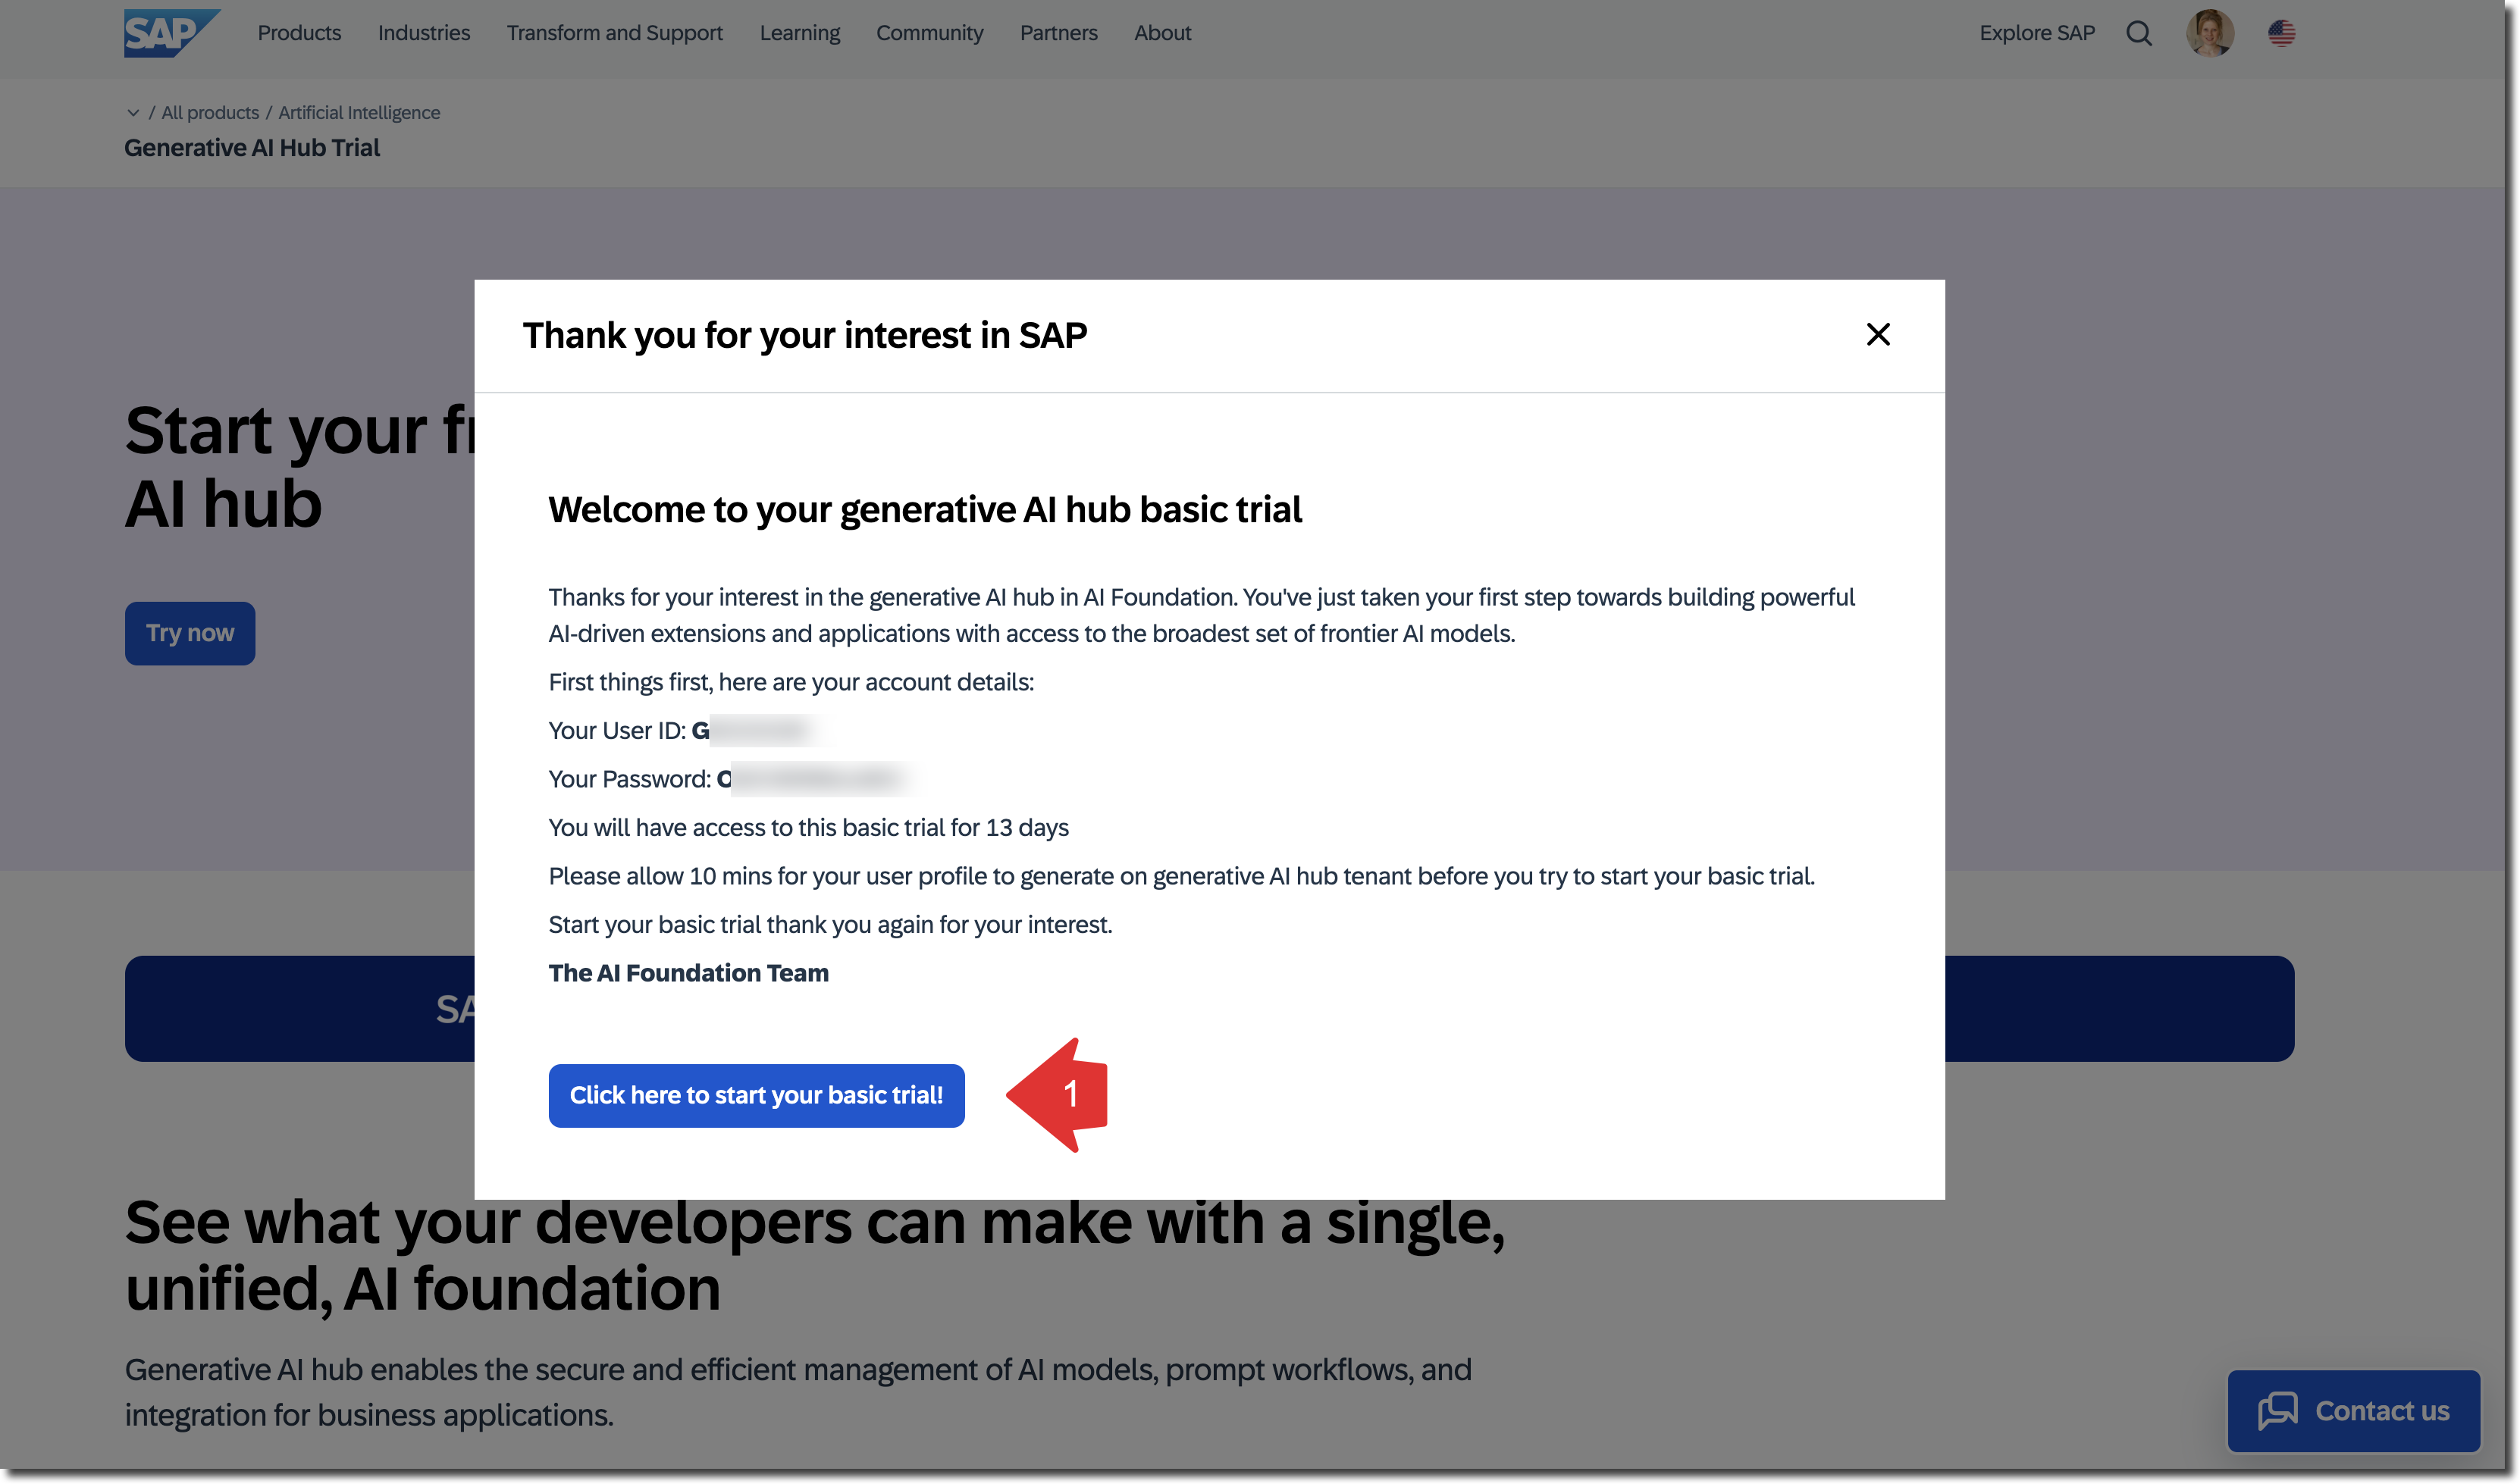 SAP
Products Industries Transform and Support Learning Community Partners About Explore SAP
/ All products / Artificial Intelligence
Generative AI Hub Trial
Start your
AI hub
Try now
Thank you for your interest in SAP
Welcome to your generative AI hub basic trial
Thanks for your interest in the generative AI hub in AI Foundation. You've just taken your first step towards building powerful
AI-driven extensions and applications with access to the broadest set of frontier AI models.
First things first, here are your account details:
Your User ID: G
Your Password:
You will have access to this basic trial for 13 days
Please allow 10 mins for your user profile to generate on generative AI hub tenant before you try to start your basic trial.
Start your basic trial thank you again for your interest.
The AI Foundation Team
Click here to start your basic trial!
1
See what your developers can make with a single,
unified, AI foundation
Generative AI hub enables the secure and efficient management of AI models, prompt workflows, and
integration for business applications.
Contact us